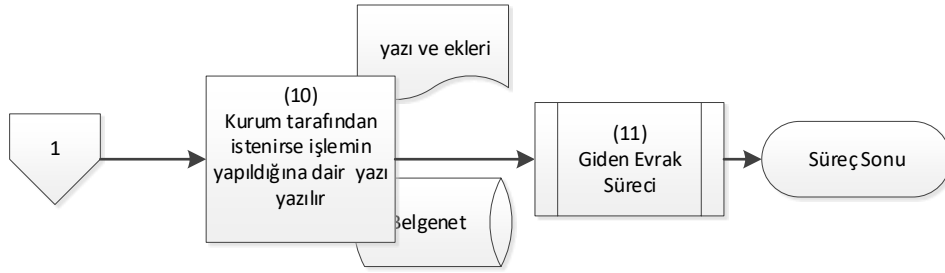 yazı ve ekleri
1
(10)
Kurum tarafından
istenirse işlemin
yapıldığına dair yazı
yazılır
Belgenet
(11)
Giden Evrak
Süreci
Süreç Sonu